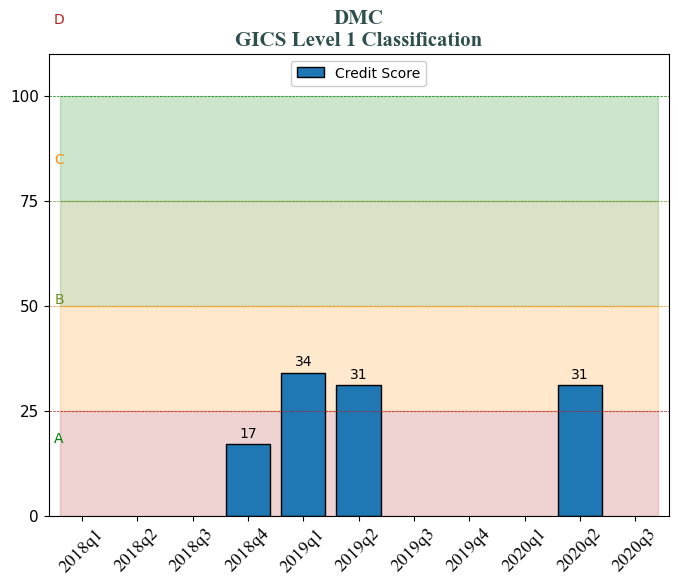 D
DMC
GICS Level 1 Classification
Credit Score
100
C
75
B
50
34
31
31
25
17
A
0
2018q1
2018q2
2018q3
2018q4
2019q1
2019q2
2019q3
2019q4
2020q1
2020q2
2020q3